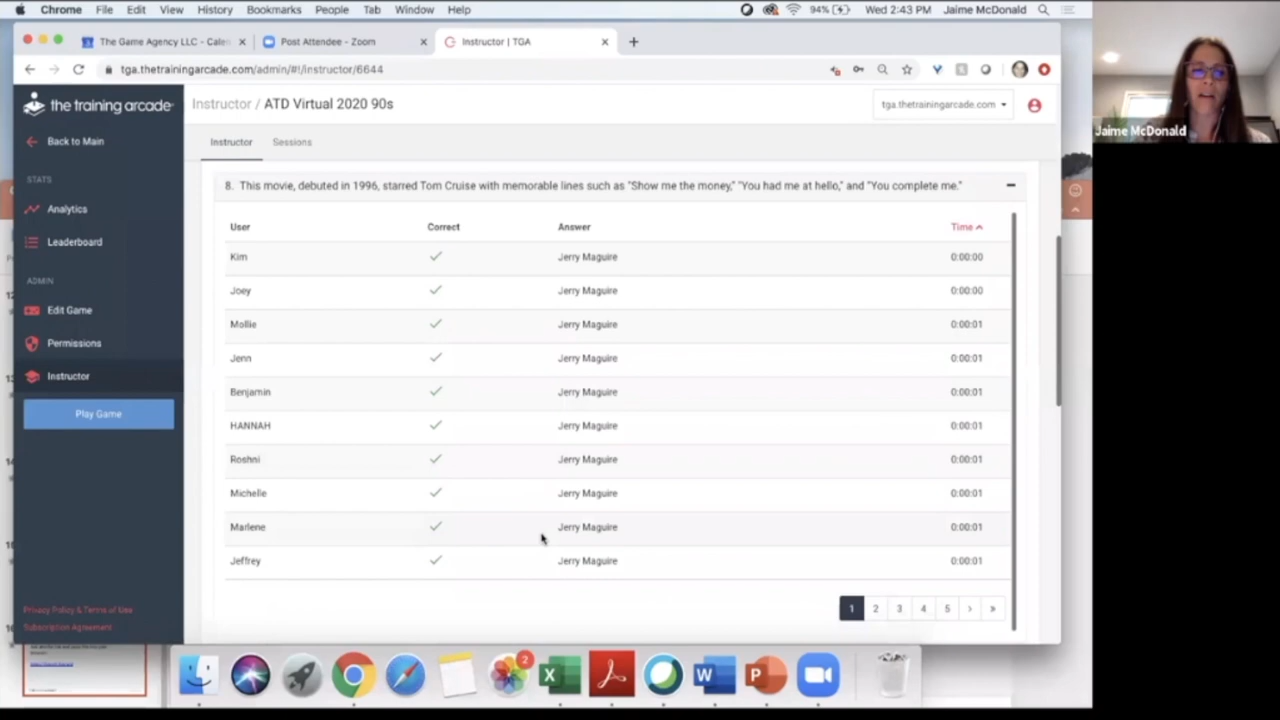 Chrome File Edit View History Bookmarks People Tab Window Help 94% Wed 2:43 PM Jaime McDonald
The Game Agency LLC - Calen Post Attendee - Zoom Instructor | TGA
tga.thetrainingarcade.com/admin/#!/instructor/6644
the training arcade
Instructor / ATD Virtual 2020 90s
tga.thetrainingarcade.com
Jaime McDonald
Back to Main
Instructor Sessions
STATS
8. This movie, debuted in 1996, starred Tom Cruise with memorable lines such as "Show me the money," "You had me at hello," and "You complete me."
Analytics
Leaderboard
ADMIN
Edit Game
Permissions
Instructor
Play Game
User Correct Answer Time
Kim Jerry Maguire 0:00:00
Joey Jerry Maguire 0:00:00
Mollie Jerry Maguire 0:00:01
Jenn Jerry Maguire 0:00:01
Benjamin Jerry Maguire 0:00:01
HANNAH Jerry Maguire 0:00:01
Roshni Jerry Maguire 0:00:01
Michelle Jerry Maguire 0:00:01
Marlene Jerry Maguire 0:00:01
Jeffrey Jerry Maguire 0:00:01
1 2 3 4 5 › »
Privacy Policy & Terms of Use
Subscription Agreement
2
X W P